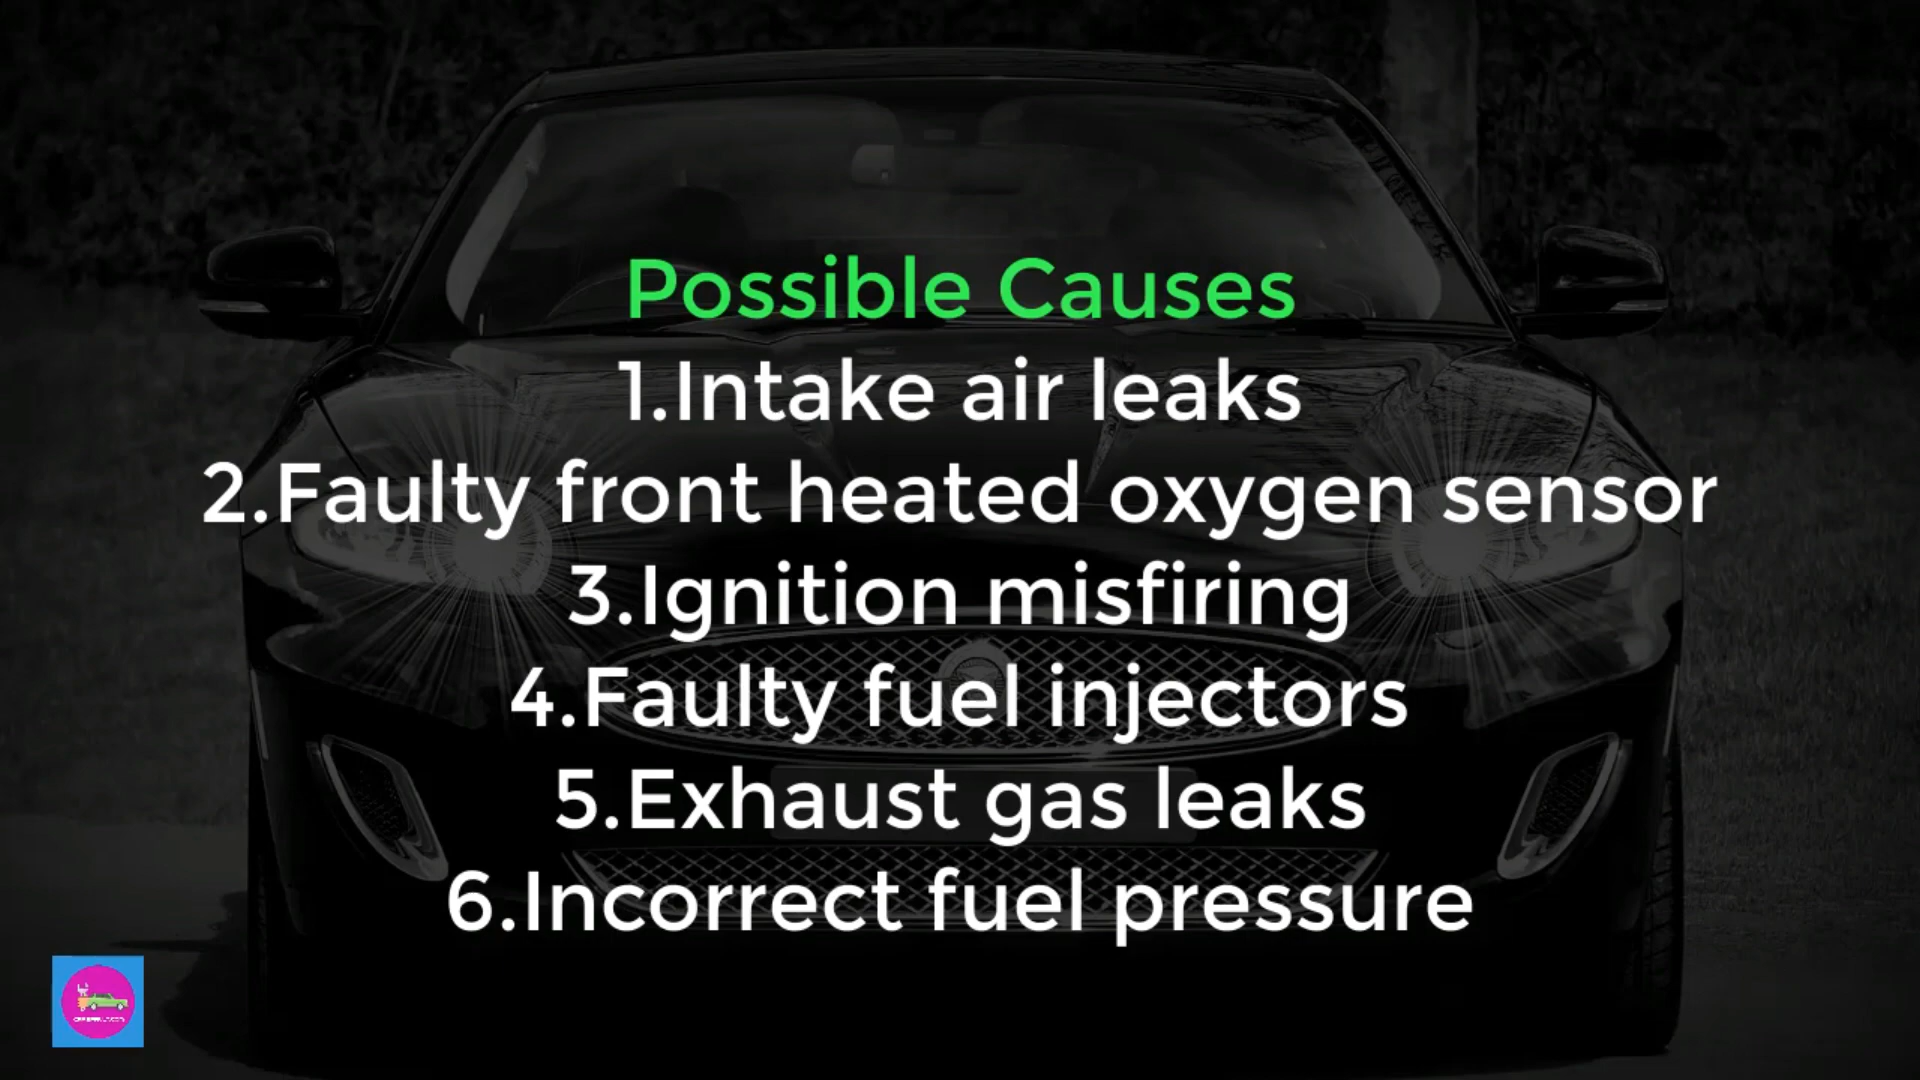 Possible Causes
1.Intake air leaks
2.Faulty front heated oxygen sensor
3.Ignition misfiring
4.Faulty fuel injectors
5.Exhaust gas leaks
6.Incorrect fuel pressure